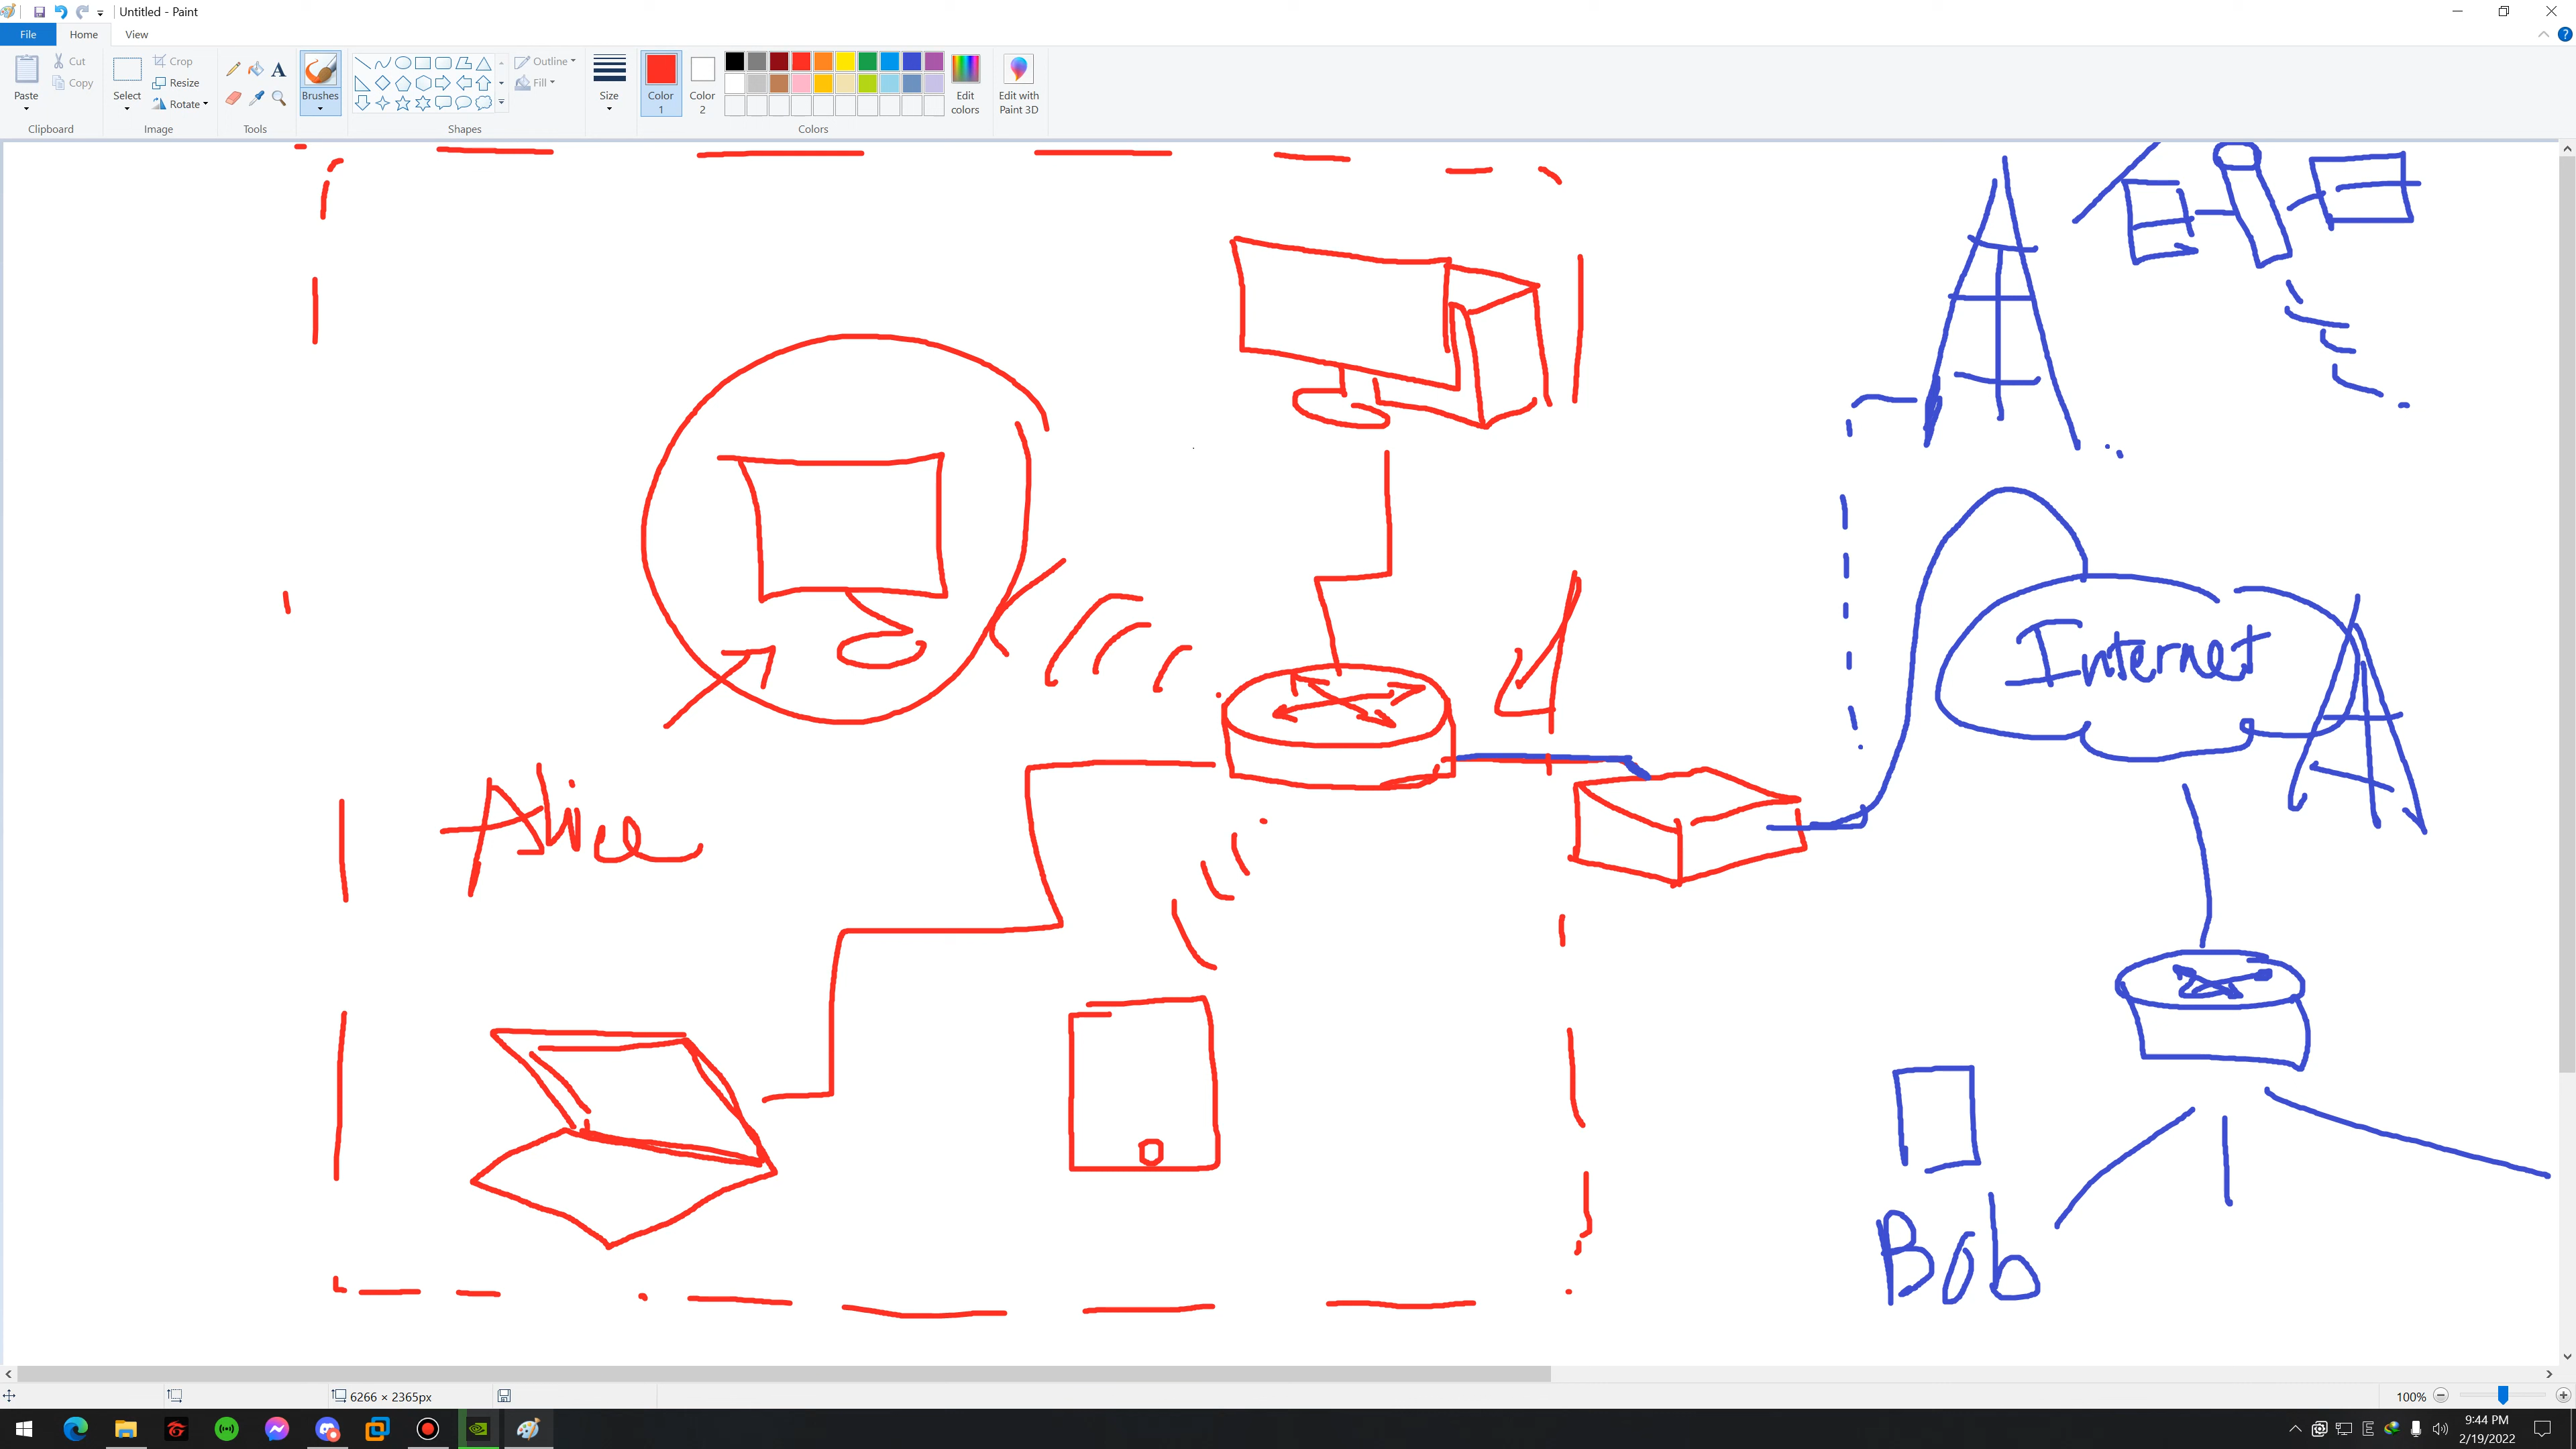 Untitled - Paint
File Home View
Paste
Cut
Copy
Clipboard
Select
Crop
Resize
Rotate
Image
Tools
Brushes
Shapes
Outline
Fill
Size
Color 1
Color 2
Edit colors
Colors
Edit with Paint 3D
Internet
Alice
Bob
6266 × 2365px
100%
9:44 PM
2/19/2022